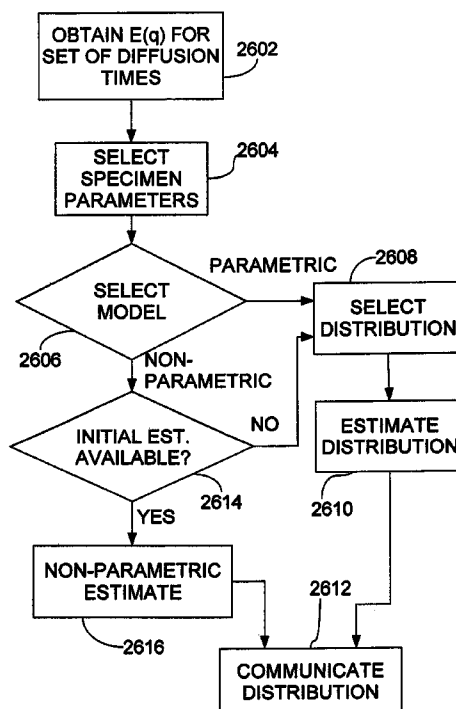 OBTAIN E(q) FOR
SET OF DIFFUSION
TIMES
2602
SELECT
SPECIMEN
PARAMETERS
2604
SELECT
MODEL
2606
PARAMETRIC
2608
SELECT
DISTRIBUTION
NON-
PARAMETRIC
INITIAL EST.
AVAILABLE?
NO
2614
ESTIMATE
DISTRIBUTION
2610
YES
NON-PARAMETRIC
ESTIMATE
2616
2612
COMMUNICATE
DISTRIBUTION